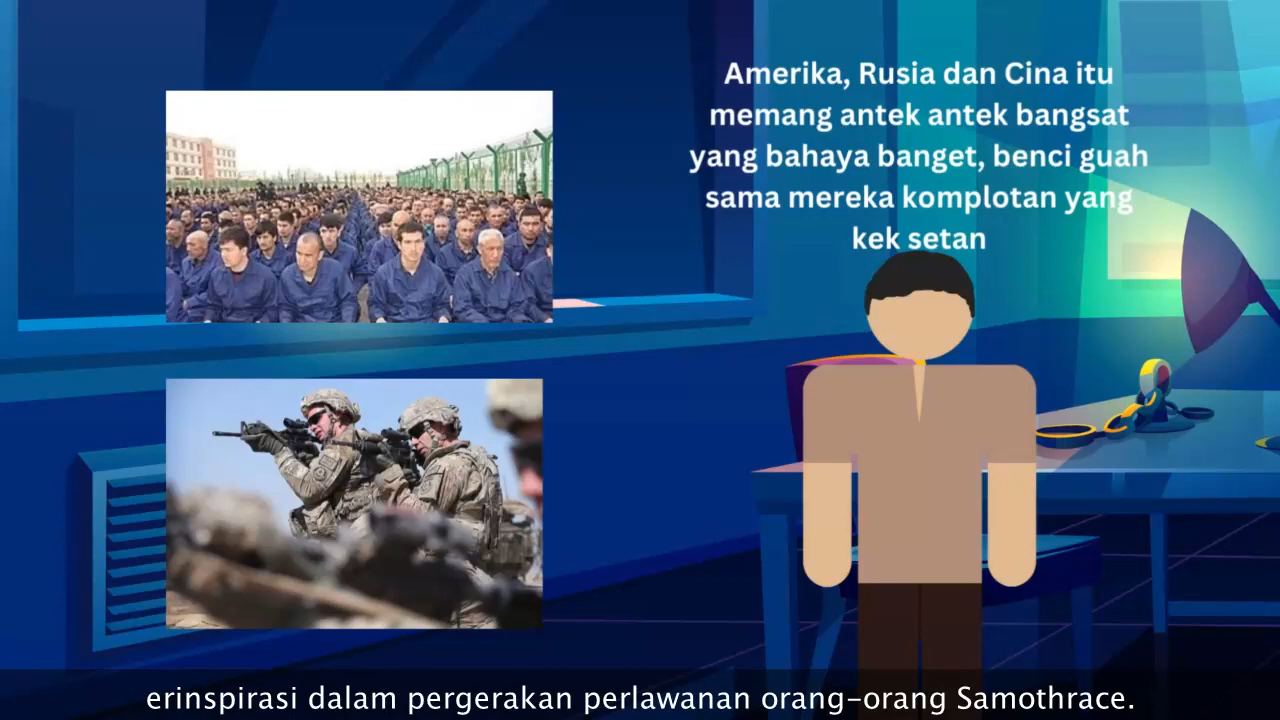 Amerika, Rusia dan Cina itu
memang antek antek bangsat
yang bahaya banget, benci guah
sama mereka komplotan yang
kek setan
erinspirasi dalam pergerakan perlawanan orang-orang Samothrace.